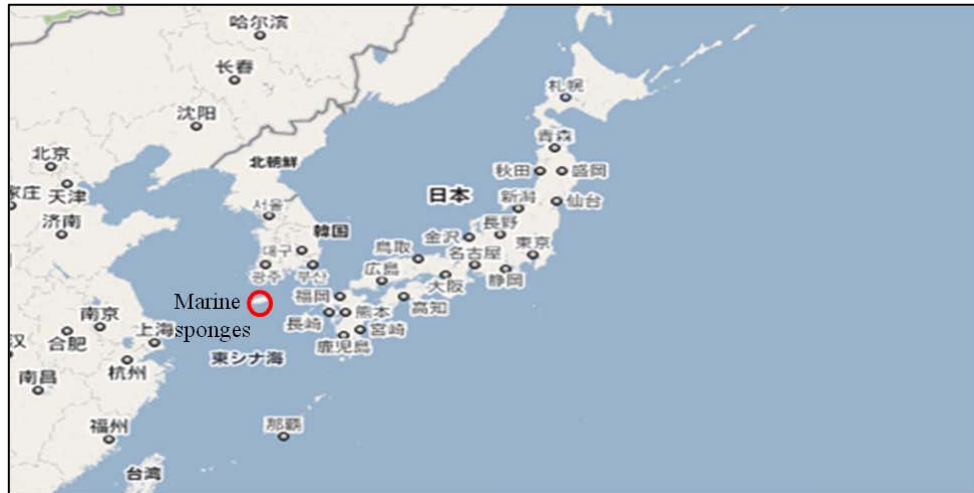 哈尔滨
长春
札幌
沈阳
青森
北京
北朝鮮
秋田
盛岡
家庄
天津
日本
新潟
仙台
서울
济南
韓国
金沢
長野
鳥取
東京
대구
名古屋
광주
부산
広島
大阪
静岡
Marine
福岡
高知
南京
長崎
熊本
sponges
上海
宮崎
合肥
汉
鹿児島
東シナ海
杭州
南昌
那覇
福州
台湾